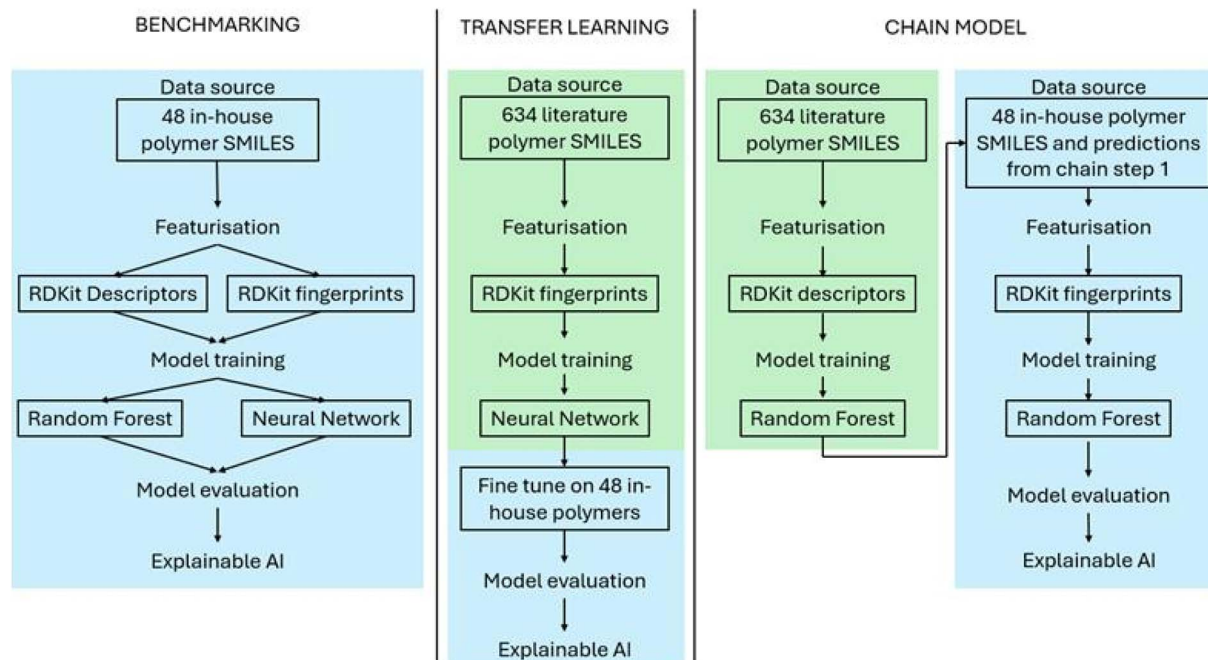 BENCHMARKING
Data source
48 in-house
polymer SMILES
Featurisation
RDKit Descriptors
RDKit fingerprints
Model training
Random Forest
Neural Network
Model evaluation
Explainable AI
TRANSFER LEARNING
Data source
634 literature
polymer SMILES
Featurisation
RDKit fingerprints
Model training
Neural Network
Fine tune on 48 in-
house polymers
Model evaluation
Explainable AI
CHAIN MODEL
Data source
634 literature
polymer SMILES
Featurisation
RDKit descriptors
Model training
Random Forest
Data source
48 in-house polymer
SMILES and predictions
from chain step 1
Featurisation
RDKit fingerprints
Model training
Random Forest
Model evaluation
Explainable AI